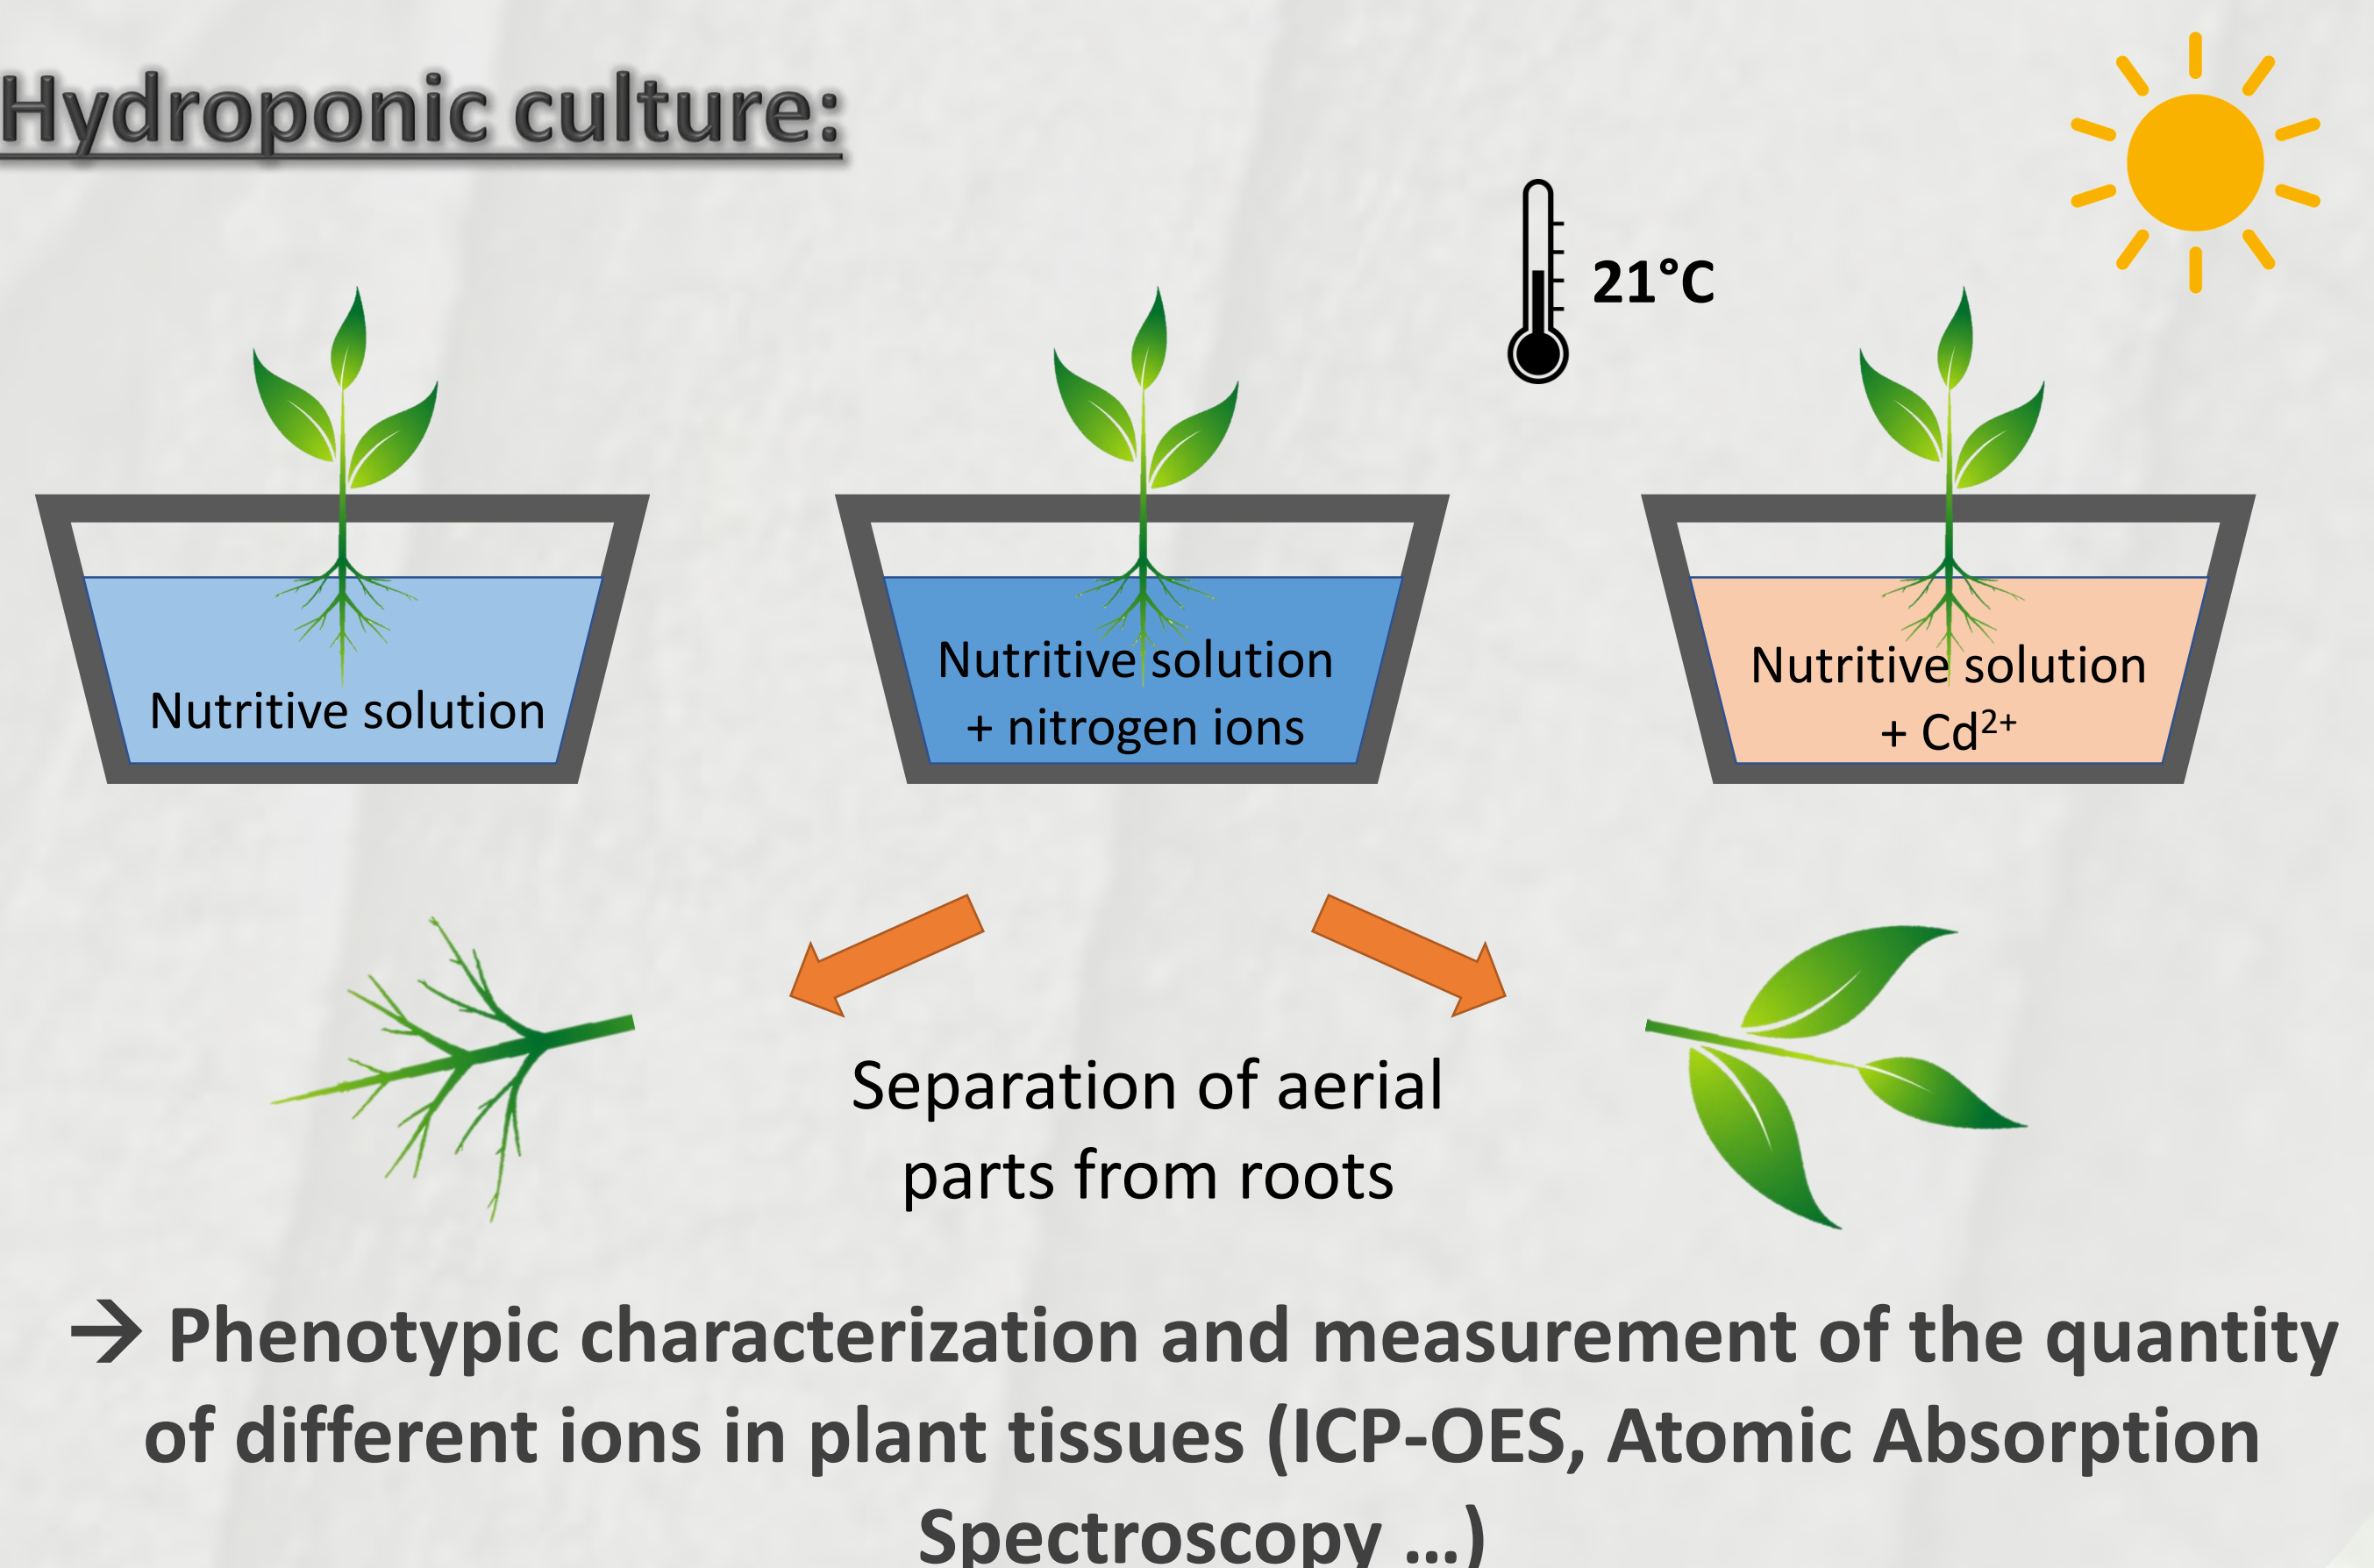 Hydroponic culture:
21°C
Nutritive solution
Nutritive solution
+ nitrogen ions
Nutritive solution
+ Cd²⁺
Separation of aerial
parts from roots
→ Phenotypic characterization and measurement of the quantity
of different ions in plant tissues (ICP-OES, Atomic Absorption
Spectroscopy ...)